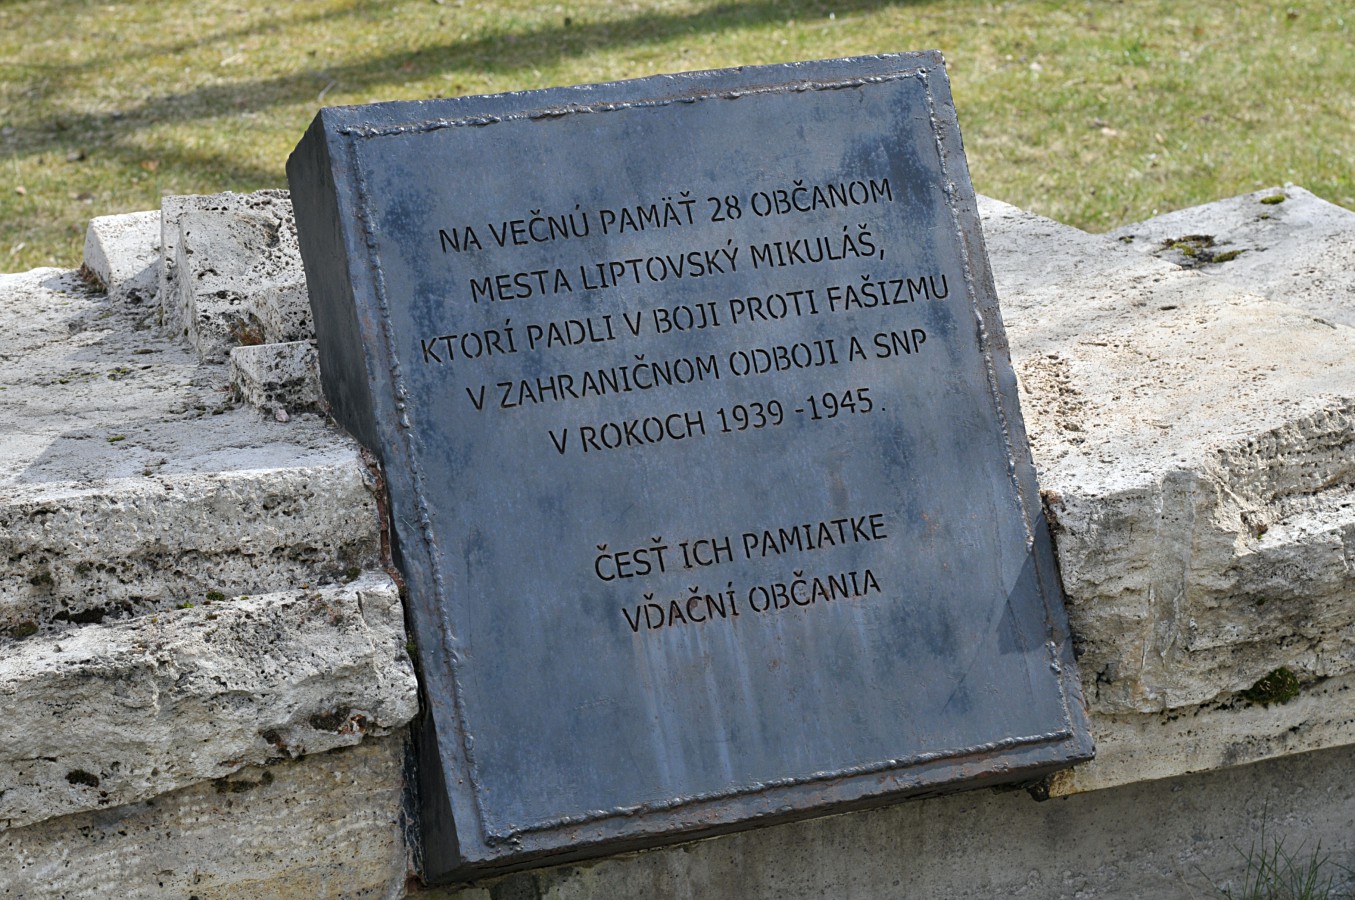 NA VEČNÚ PAMÄŤ 28 OBČANOM
MESTA LIPTOVSKÝ MIKULÁŠ,
KTORÍ PADLI V BOJI PROTI FAŠIZMU
V ZAHRANIČNOM ODBOJI A SNP
V ROKOCH 1939 -1945.
ČESŤ ICH PAMIATKE
VĎAČNÍ OBČANIA